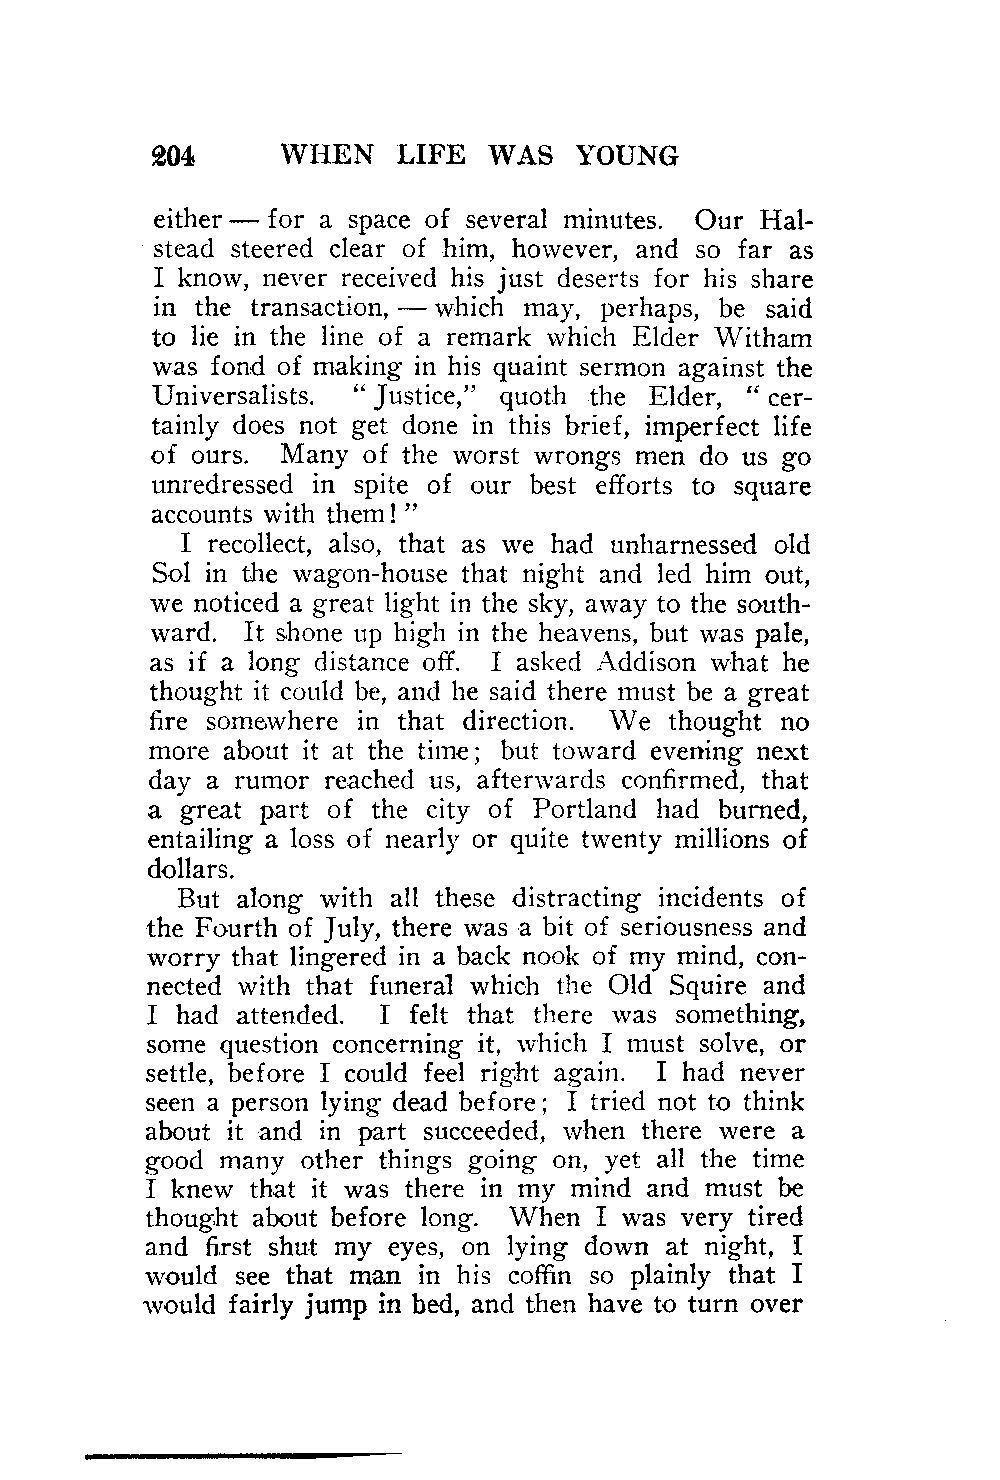 204 WHEN LIFE WAS YOUNG
either — for a space of several minutes. Our Hal-
stead steered clear of him, however, and so far as
I know, never received his just deserts for his share
in the transaction, — which may, perhaps, be said
to lie in the line of a remark which Elder Witham
was fond of making in his quaint sermon against the
Universalists. “ Justice,” quoth the Elder, “ cer-
tainly does not get done in this brief, imperfect life
of ours. Many of the worst wrongs men do us go
unredressed in spite of our best efforts to square
accounts with them! ”
I recollect, also, that as we had unharnessed old
Sol in the wagon-house that night and led him out,
we noticed a great light in the sky, away to the south-
ward. It shone up high in the heavens, but was pale,
as if a long distance off. I asked Addison what he
thought it could be, and he said there must be a great
fire somewhere in that direction. We thought no
more about it at the time; but toward evening next
day a rumor reached us, afterwards confirmed, that
a great part of the city of Portland had burned,
entailing a loss of nearly or quite twenty millions of
dollars.
But along with all these distracting incidents of
the Fourth of July, there was a bit of seriousness and
worry that lingered in a back nook of my mind, con-
nected with that funeral which the Old Squire and
I had attended. I felt that there was something,
some question concerning it, which I must solve, or
settle, before I could feel right again. I had never
seen a person lying dead before; I tried not to think
about it and in part succeeded, when there were a
good many other things going on, yet all the time
I knew that it was there in my mind and must be
thought about before long. When I was very tired
and first shut my eyes, on lying down at night, I
would see that man in his coffin so plainly that I
would fairly jump in bed, and then have to turn over